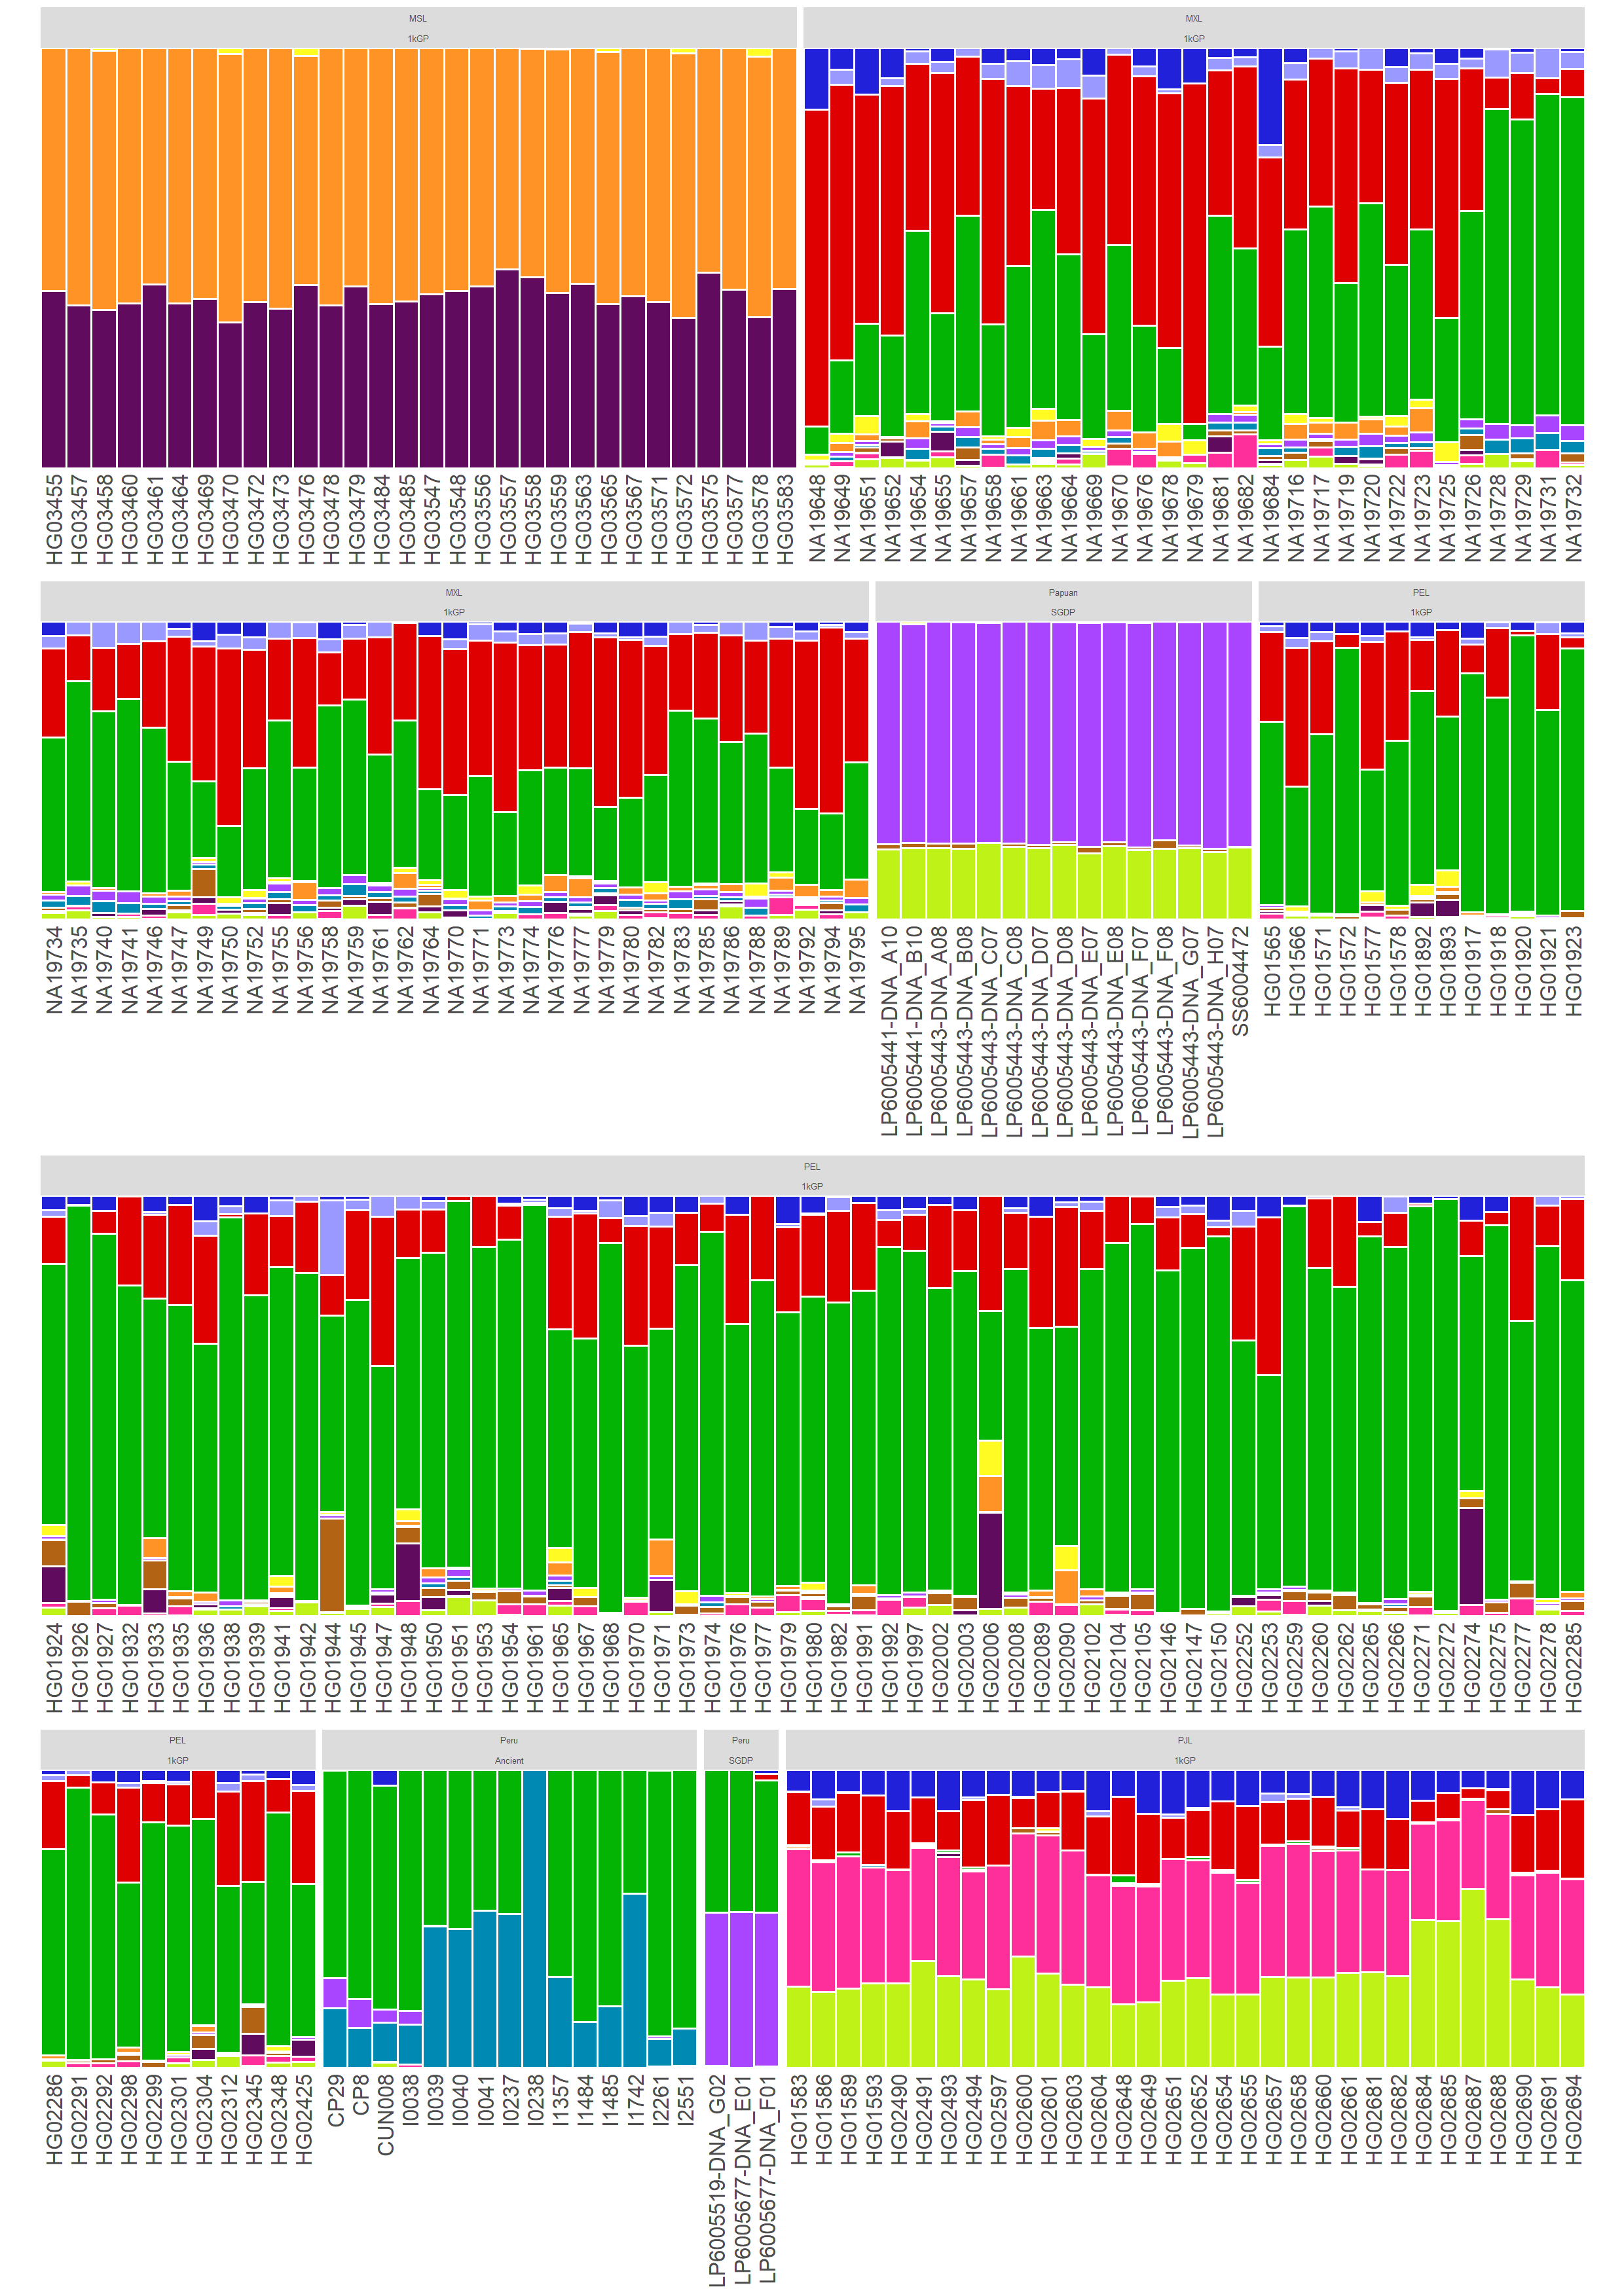 MSL
1kGP
MXL
1kGP
HG03455 HG03457 HG03458 HG03460 HG03461 HG03464 HG03469 HG03470 HG03472 HG03473 HG03476 HG03478 HG03479 HG03484 HG03485 HG03547 HG03548 HG03556 HG03557 HG03558 HG03559 HG03563 HG03565 HG03567 HG03571 HG03572 HG03575 HG03577 HG03578 HG03583
NA19648 NA19649 NA19651 NA19652 NA19654 NA19655 NA19657 NA19658 NA19661 NA19663 NA19664 NA19669 NA19670 NA19676 NA19678 NA19679 NA19681 NA19682 NA19684 NA19716 NA19717 NA19719 NA19720 NA19722 NA19723 NA19725 NA19726 NA19728 NA19729 NA19731 NA19732
MXL
1kGP
Papuan
SGDP
PEL
1kGP
NA19734 NA19735 NA19740 NA19741 NA19746 NA19747 NA19749 NA19750 NA19752 NA19755 NA19756 NA19758 NA19759 NA19761 NA19762 NA19764 NA19770 NA19771 NA19773 NA19774 NA19776 NA19777 NA19779 NA19780 NA19782 NA19783 NA19785 NA19786 NA19788 NA19789 NA19792 NA19794 NA19795
LP6005441-DNA_A10 LP6005441-DNA_B10 LP6005443-DNA_A08 LP6005443-DNA_B08 LP6005443-DNA_C07 LP6005443-DNA_C08 LP6005443-DNA_D07 LP6005443-DNA_D08 LP6005443-DNA_E07 LP6005443-DNA_E08 LP6005443-DNA_F07 LP6005443-DNA_F08 LP6005443-DNA_G07 LP6005443-DNA_H07 SS6004472
HG01565 HG01566 HG01571 HG01572 HG01577 HG01578 HG01892 HG01893 HG01917 HG01918 HG01920 HG01921 HG01923
PEL
1kGP
HG01924 HG01926 HG01927 HG01932 HG01933 HG01935 HG01936 HG01938 HG01939 HG01941 HG01942 HG01944 HG01945 HG01947 HG01948 HG01950 HG01951 HG01953 HG01954 HG01961 HG01965 HG01967 HG01968 HG01970 HG01971 HG01973 HG01974 HG01976 HG01977 HG01979 HG01980 HG01982 HG01991 HG01992 HG01997 HG02002 HG02003 HG02006 HG02008 HG02089 HG02090 HG02102 HG02104 HG02105 HG02146 HG02147 HG02150 HG02252 HG02253 HG02259 HG02260 HG02262 HG02265 HG02266 HG02271 HG02272 HG02274 HG02275 HG02277 HG02278 HG02285
PEL
1kGP
Peru
Ancient
Peru
SGDP
PJL
1kGP
HG02286 HG02291 HG02292 HG02298 HG02299 HG02301 HG02304 HG02312 HG02345 HG02348 HG02425
CP29 CP8 CUN008 I0038 I0039 I0040 I0041 I0237 I0238 I1357 I1484 I1485 I1742 I2261 I2551
LP6005519-DNA_G02 LP6005677-DNA_E01 LP6005677-DNA_F01
HG01583 HG01586 HG01589 HG01593 HG02490 HG02491 HG02493 HG02494 HG02597 HG02600 HG02601 HG02603 HG02604 HG02648 HG02649 HG02651 HG02652 HG02654 HG02655 HG02657 HG02658 HG02660 HG02661 HG02681 HG02682 HG02684 HG02685 HG02687 HG02688 HG02690 HG02691 HG02694